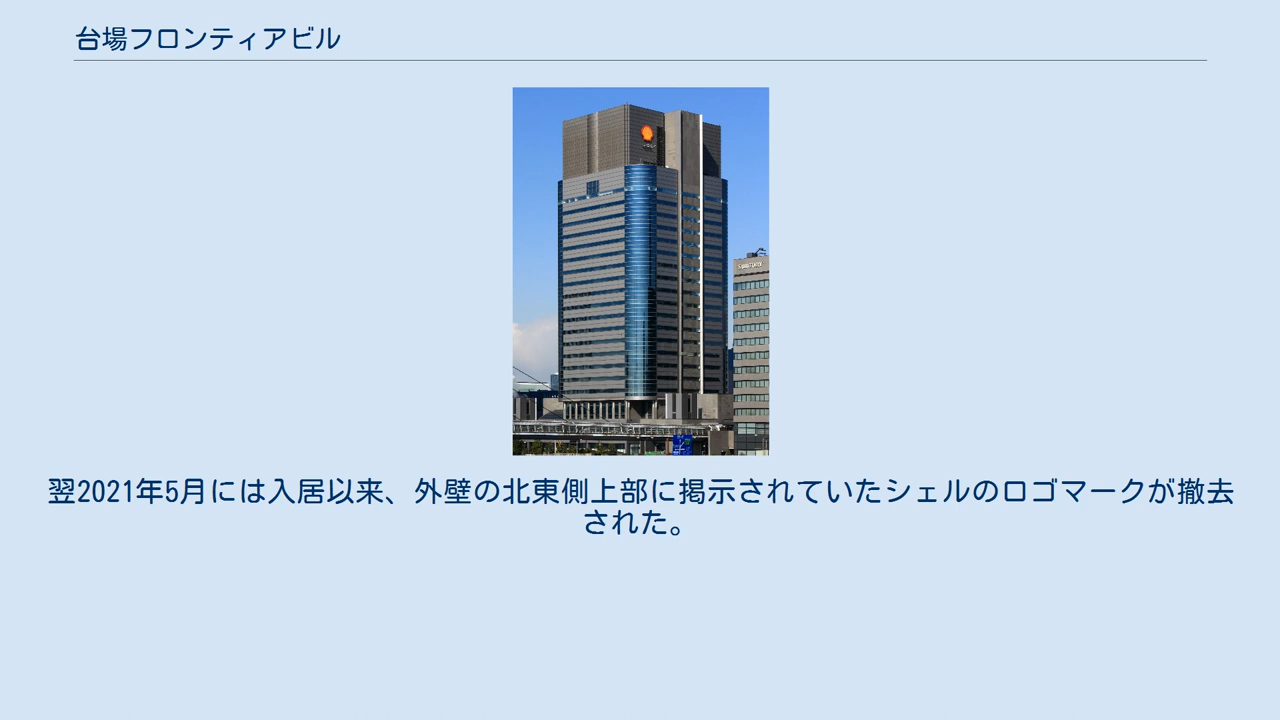 台場フロンティアビル
翌2021年5月には入居以来、外壁の北東側上部に掲示されていたシェルのロゴマークが撤去
された。